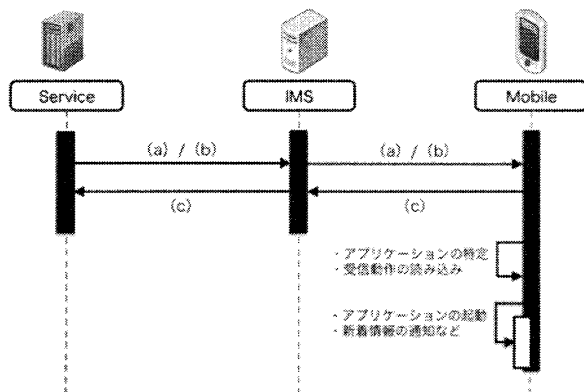 Service
IMS
Mobile
(a) / (b)
(a) / (b)
(c)
(c)
・アプリケーションの特定
・受信動作の読み込み
・アプリケーションの起動
・新着情報の通知など